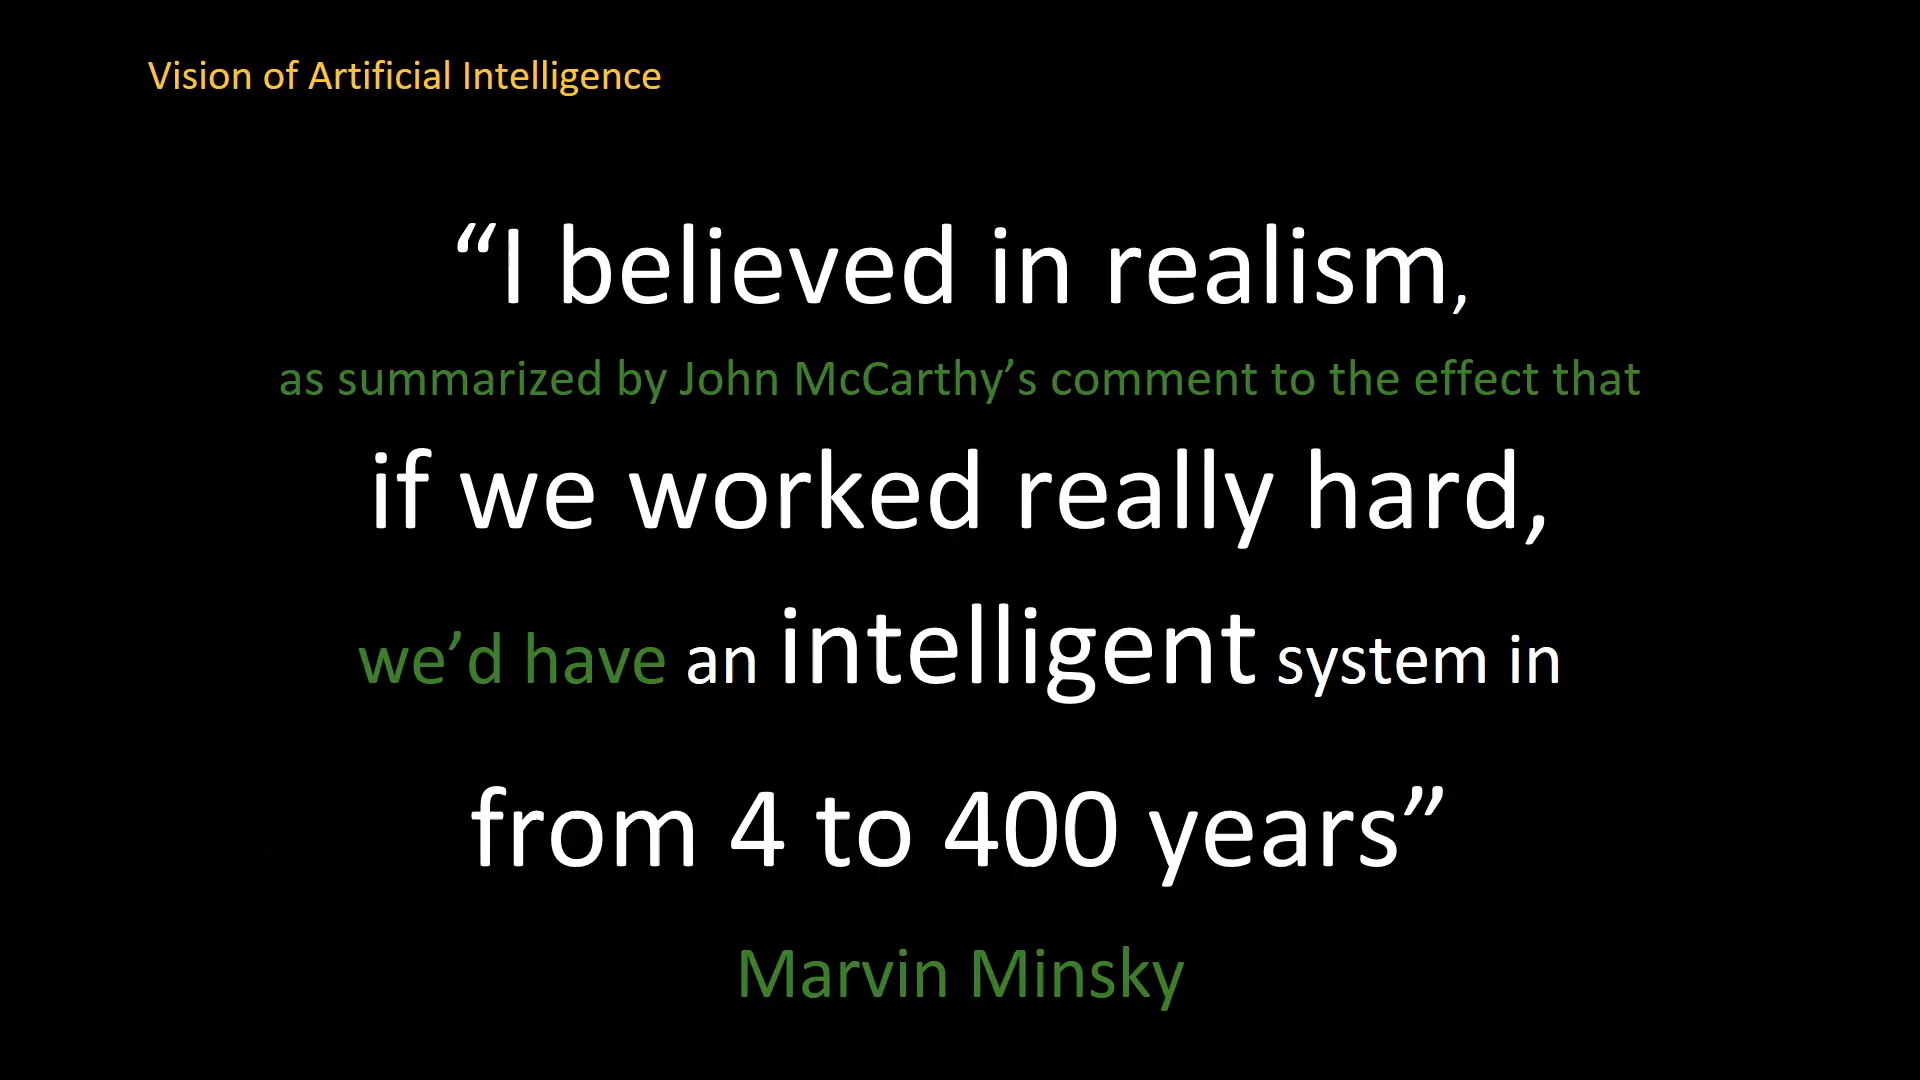 Vision of Artificial Intelligence
“I believed in realism,
as summarized by John McCarthy’s comment to the effect that
if we worked really hard,
we’d have an intelligent system in
from 4 to 400 years”
Marvin Minsky